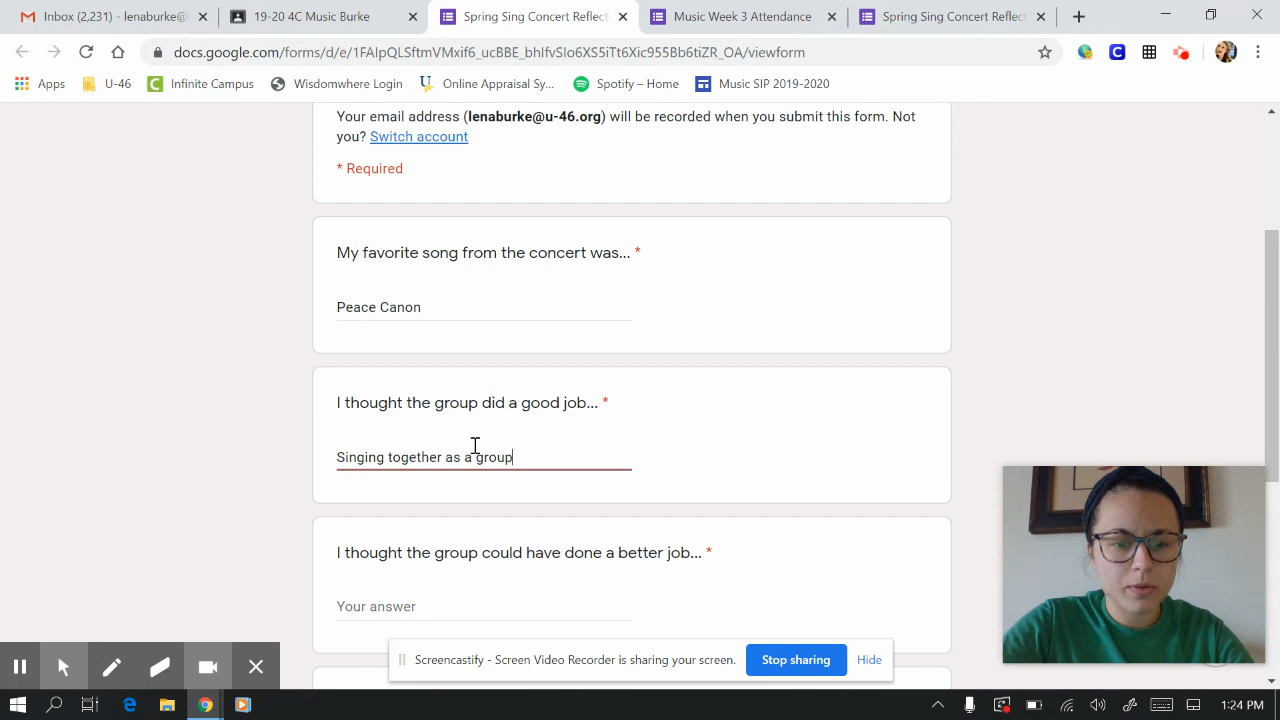 Inbox (2,231) - lenaburke@
19-20 4C Music Burke
Spring Sing Concert Reflect
Music Week 3 Attendance
Spring Sing Concert Reflect
docs.google.com/forms/d/e/1FAIpQLSftmVMxif6_ucBBE_bhlfvSlo6XS5iTt6Xic955Bb6tiZR_OA/viewform
Apps
U-46
Infinite Campus
Wisdomwhere Login
Online Appraisal Sy...
Spotify – Home
Music SIP 2019-2020
Your email address (lenaburke@u-46.org) will be recorded when you submit this form. Not
you? Switch account
* Required
My favorite song from the concert was... *
Peace Canon
I thought the group did a good job... *
Singing together as a group
I thought the group could have done a better job... *
Your answer
Screencastify - Screen Video Recorder is sharing your screen.
Stop sharing
Hide
1:24 PM